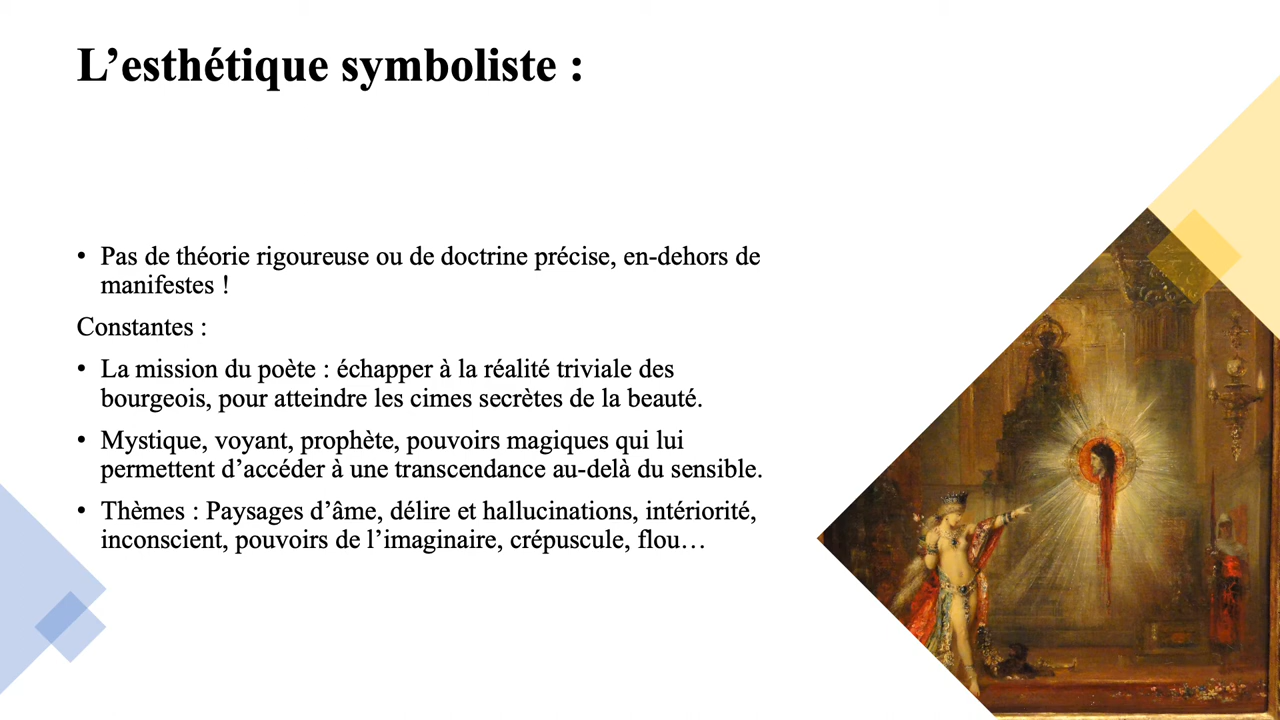 L’esthétique symboliste :
• Pas de théorie rigoureuse ou de doctrine précise, en-dehors de
manifestes !
Constantes :
• La mission du poète : échapper à la réalité triviale des
bourgeois, pour atteindre les cimes secrètes de la beauté.
• Mystique, voyant, prophète, pouvoirs magiques qui lui
permettent d’accéder à une transcendance au-delà du sensible.
• Thèmes : Paysages d’âme, délire et hallucinations, intériorité,
inconscient, pouvoirs de l’imaginaire, crépuscule, flou…